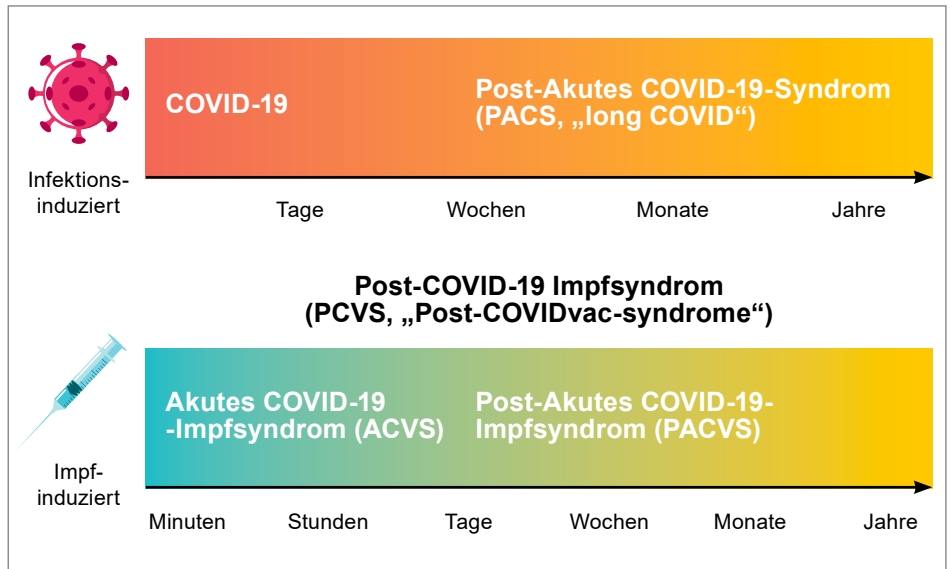 COVID-19
Post-Akutes COVID-19-Syndrom
(PACS, „long COVID“)
Infektions-
induziert
Tage Wochen Monate Jahre
Post-COVID-19 Impfsyndrom
(PCVS, „Post-COVIDvac-syndrome“)
Akutes COVID-19
-Impfsyndrom (ACVS)
Post-Akutes COVID-19-
Impfsyndrom (PACVS)
Impf-
induziert
Minuten Stunden Tage Wochen Monate Jahre